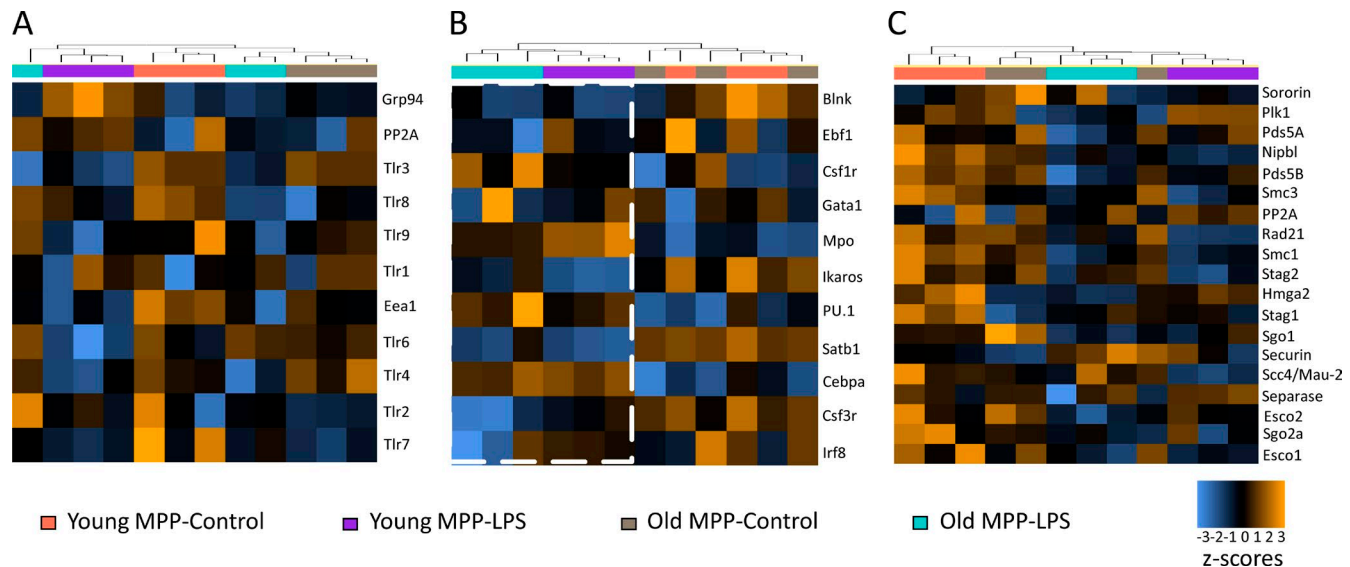 A
Grp94
PP2A
Tlr3
Tlr8
Tlr9
Tlr1
Eea1
Tlr6
Tlr4
Tlr2
Tlr7
B
Blnk
Ebf1
Csf1r
Gata1
Mpo
Ikaros
PU.1
Satb1
Cebpa
Csf3r
Irf8
C
Sororin
Plk1
Pds5A
Nipbl
Pds5B
Smc3
PP2A
Rad21
Smc1
Stag2
Hmga2
Stag1
Sgo1
Securin
Scc4/Mau-2
Separase
Esco2
Sgo2a
Esco1
Young MPP-Control
Young MPP-LPS
Old MPP-Control
Old MPP-LPS
-3-2-1 0 1 2 3
z-scores